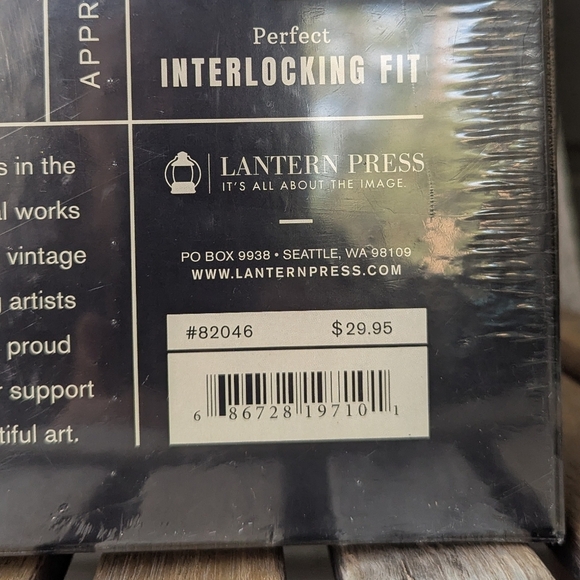 APPR
Perfect
INTERLOCKING FIT
s in the
al works
vintage
g artists
proud
r support
tiful art.
LANTERN PRESS
IT'S ALL ABOUT THE IMAGE.
PO BOX 9938 • SEATTLE, WA 98109
WWW.LANTERNPRESS.COM
#82046 $29.95
6 86728 19710 1